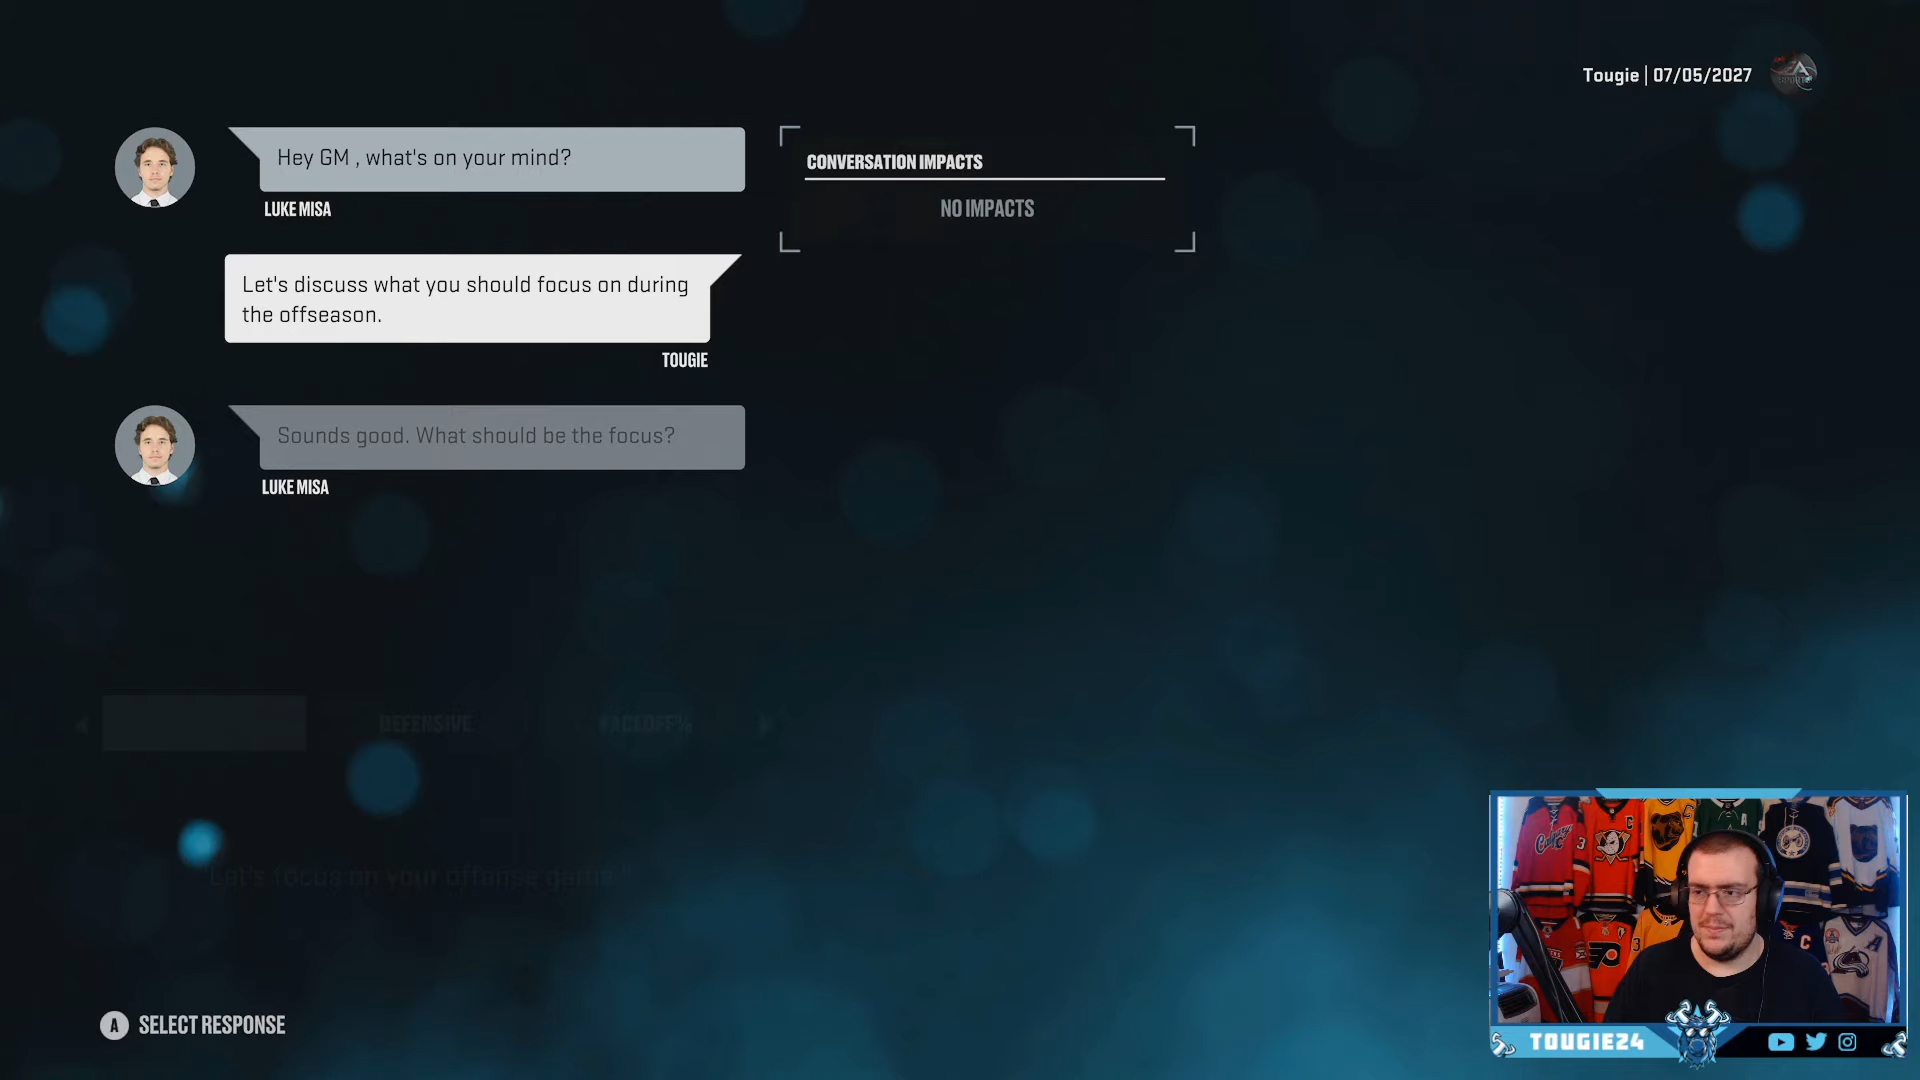 Tougie | 07/05/2027
Hey GM , what's on your mind?
LUKE MISA
CONVERSATION IMPACTS
NO IMPACTS
Let's discuss what you should focus on during
the offseason.
TOUGIE
Sounds good. What should be the focus?
LUKE MISA
DEFENSIVE
FACEOFF%
"Let's focus on your offense game."
A SELECT RESPONSE
TOUGIE24